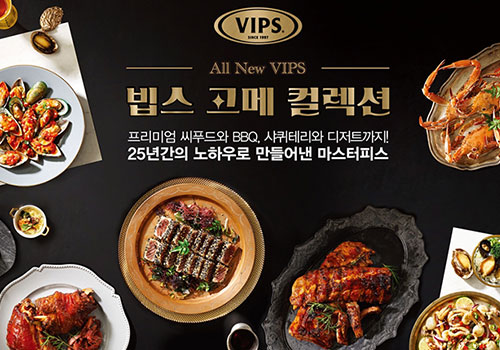 VIPS
SINCE 1997
All New VIPS
빕스 고메 컬렉션
프리미엄 씨푸드와 BBQ, 샤퀴테리와 디저트까지!
25년간의 노하우로 만들어낸 마스터피스